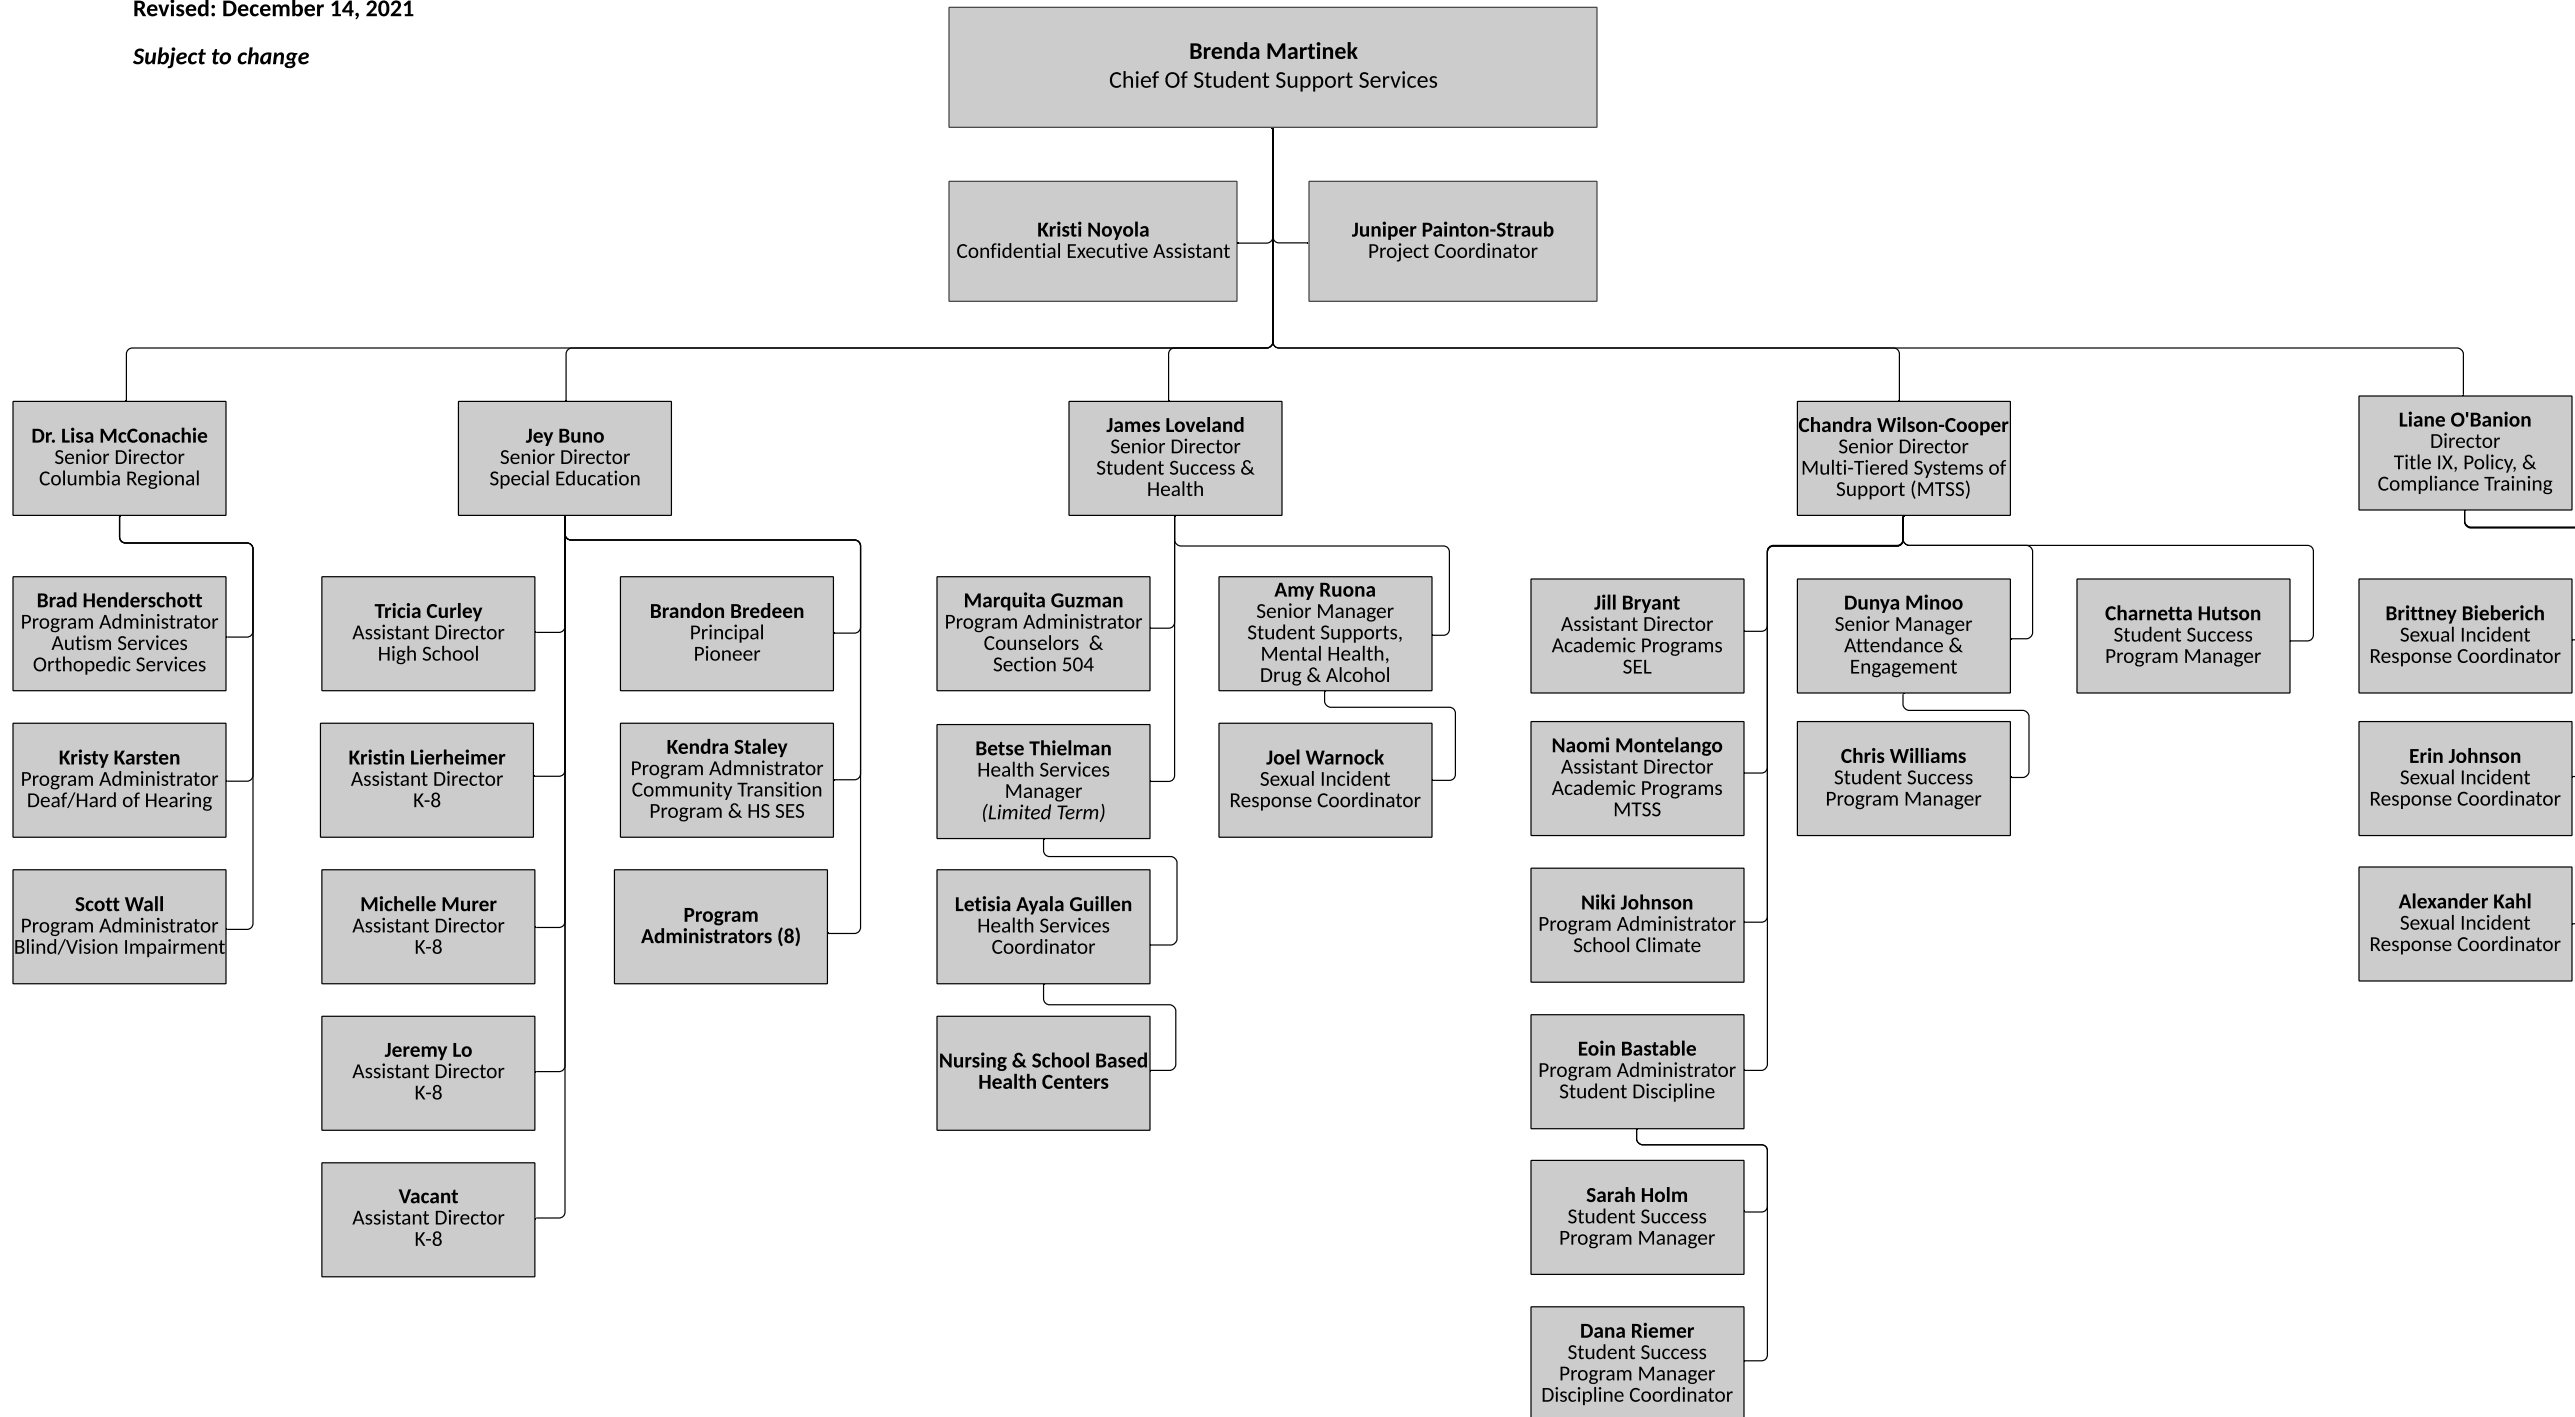 Revised: December 14, 2021
Subject to change
Brenda Martinek
Chief Of Student Support Services
Kristi Noyola
Confidential Executive Assistant
Juniper Painton-Straub
Project Coordinator
Dr. Lisa McConachie
Senior Director
Columbia Regional
Jey Buno
Senior Director
Special Education
James Loveland
Senior Director
Student Success &
Health
Chandra Wilson-Cooper
Senior Director
Multi-Tiered Systems of
Support (MTSS)
Liane O'Banion
Director
Title IX, Policy, &
Compliance Training
Brad Henderschott
Program Administrator
Autism Services
Orthopedic Services
Kristy Karsten
Program Administrator
Deaf/Hard of Hearing
Scott Wall
Program Administrator
Blind/Vision Impairment
Tricia Curley
Assistant Director
High School
Kristin Lierheimer
Assistant Director
K-8
Michelle Murer
Assistant Director
K-8
Jeremy Lo
Assistant Director
K-8
Vacant
Assistant Director
K-8
Brandon Bredeen
Principal
Pioneer
Kendra Staley
Program Admnistrator
Community Transition
Program & HS SES
Program
Administrators (8)
Marquita Guzman
Program Administrator
Counselors &
Section 504
Betse Thielman
Health Services
Manager
(Limited Term)
Letisia Ayala Guillen
Health Services
Coordinator
Nursing & School Based
Health Centers
Amy Ruona
Senior Manager
Student Supports,
Mental Health,
Drug & Alcohol
Joel Warnock
Sexual Incident
Response Coordinator
Jill Bryant
Assistant Director
Academic Programs
SEL
Naomi Montelango
Assistant Director
Academic Programs
MTSS
Niki Johnson
Program Administrator
School Climate
Eoin Bastable
Program Administrator
Student Discipline
Sarah Holm
Student Success
Program Manager
Dana Riemer
Student Success
Program Manager
Discipline Coordinator
Dunya Minoo
Senior Manager
Attendance &
Engagement
Chris Williams
Student Success
Program Manager
Charnetta Hutson
Student Success
Program Manager
Brittney Bieberich
Sexual Incident
Response Coordinator
Erin Johnson
Sexual Incident
Response Coordinator
Alexander Kahl
Sexual Incident
Response Coordinator